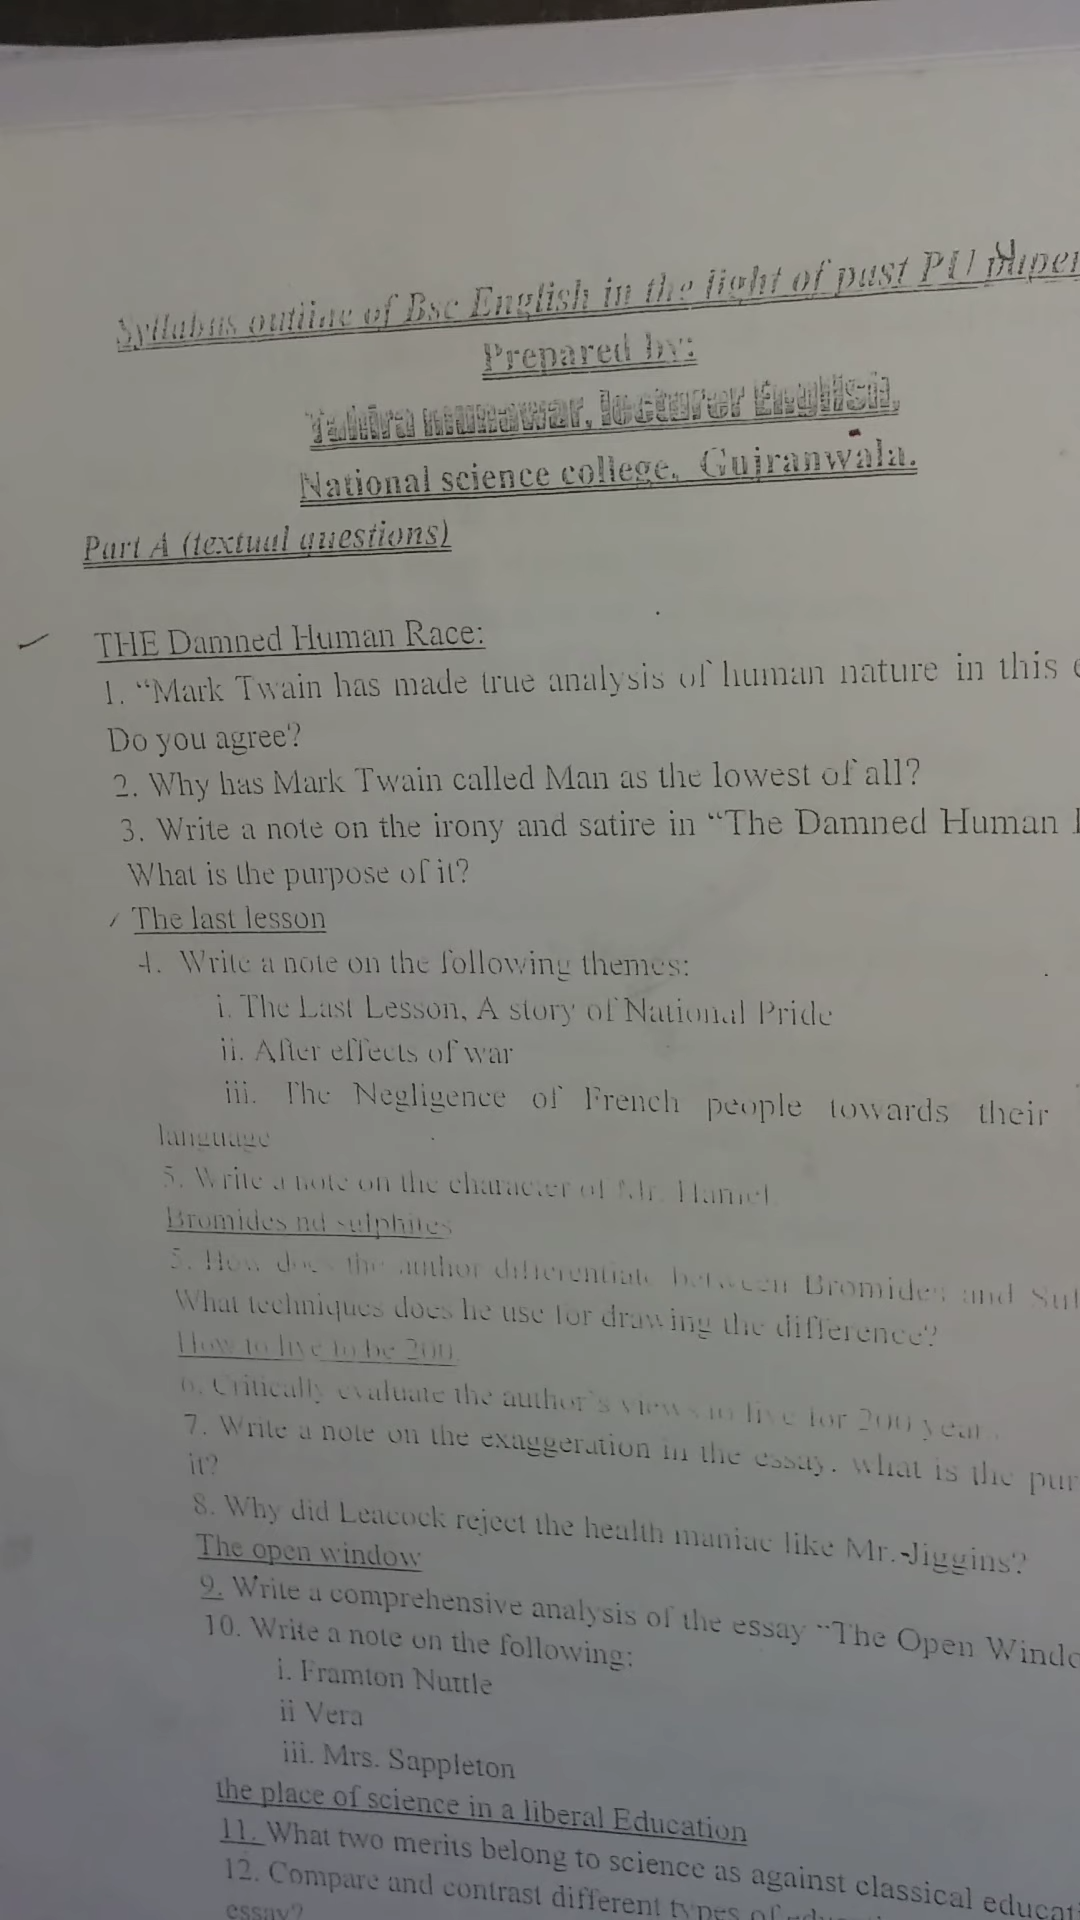 Syllabus outline of Bsc English in the light of past PU paper
Prepared by:
Tahira munawar, lecturer English,
National science college, Gujranwala.
Part A (textual questions)
THE Damned Human Race:
1. "Mark Twain has made true analysis of human nature in this
Do you agree?
2. Why has Mark Twain called Man as the lowest of all?
3. Write a note on the irony and satire in "The Damned Human
What is the purpose of it?
The last lesson
4. Write a note on the following themes:
i. The Last Lesson, A story of National Pride
ii. After effects of war
iii. The Negligence of French people towards their
language
5. Write a note on the character of Mr. Hamel
Bromides nd sulphites
5. How does the author differentiate between Bromides and Sul
What techniques does he use for drawing the difference?
How to live to be 200
6. Critically evaluate the author's views to live for 200 years.
7. Write a note on the exaggeration in the essay. what is the pur
it?
8. Why did Leacock reject the health maniac like Mr.-Jiggins?
The open window
9. Write a comprehensive analysis of the essay "The Open Windo
10. Write a note on the following:
i. Framton Nuttle
ii Vera
iii. Mrs. Sappleton
the place of science in a liberal Education
11. What two merits belong to science as against classical educati
12. Compare and contrast different types of
essay?